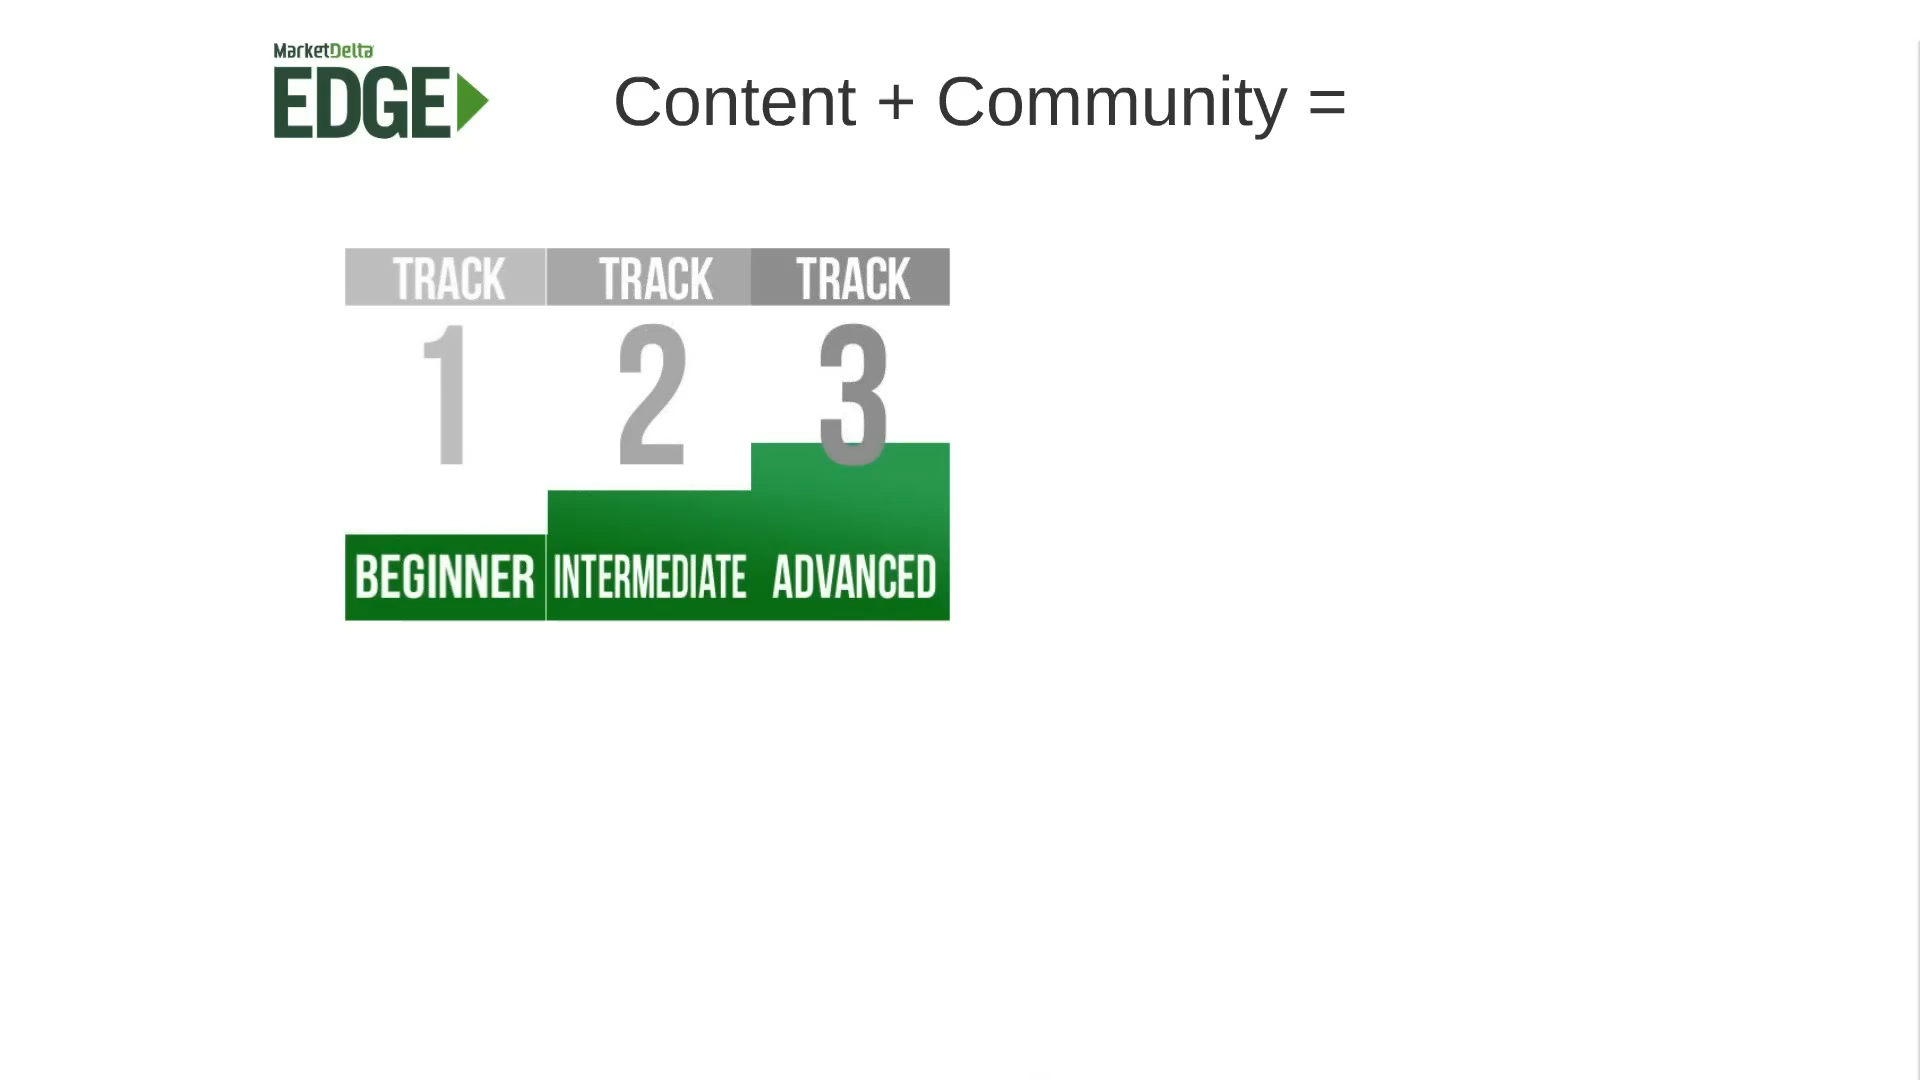 MarketDelta
EDGE
Content + Community =
TRACK TRACK TRACK
1 2 3
BEGINNER INTERMEDIATE ADVANCED